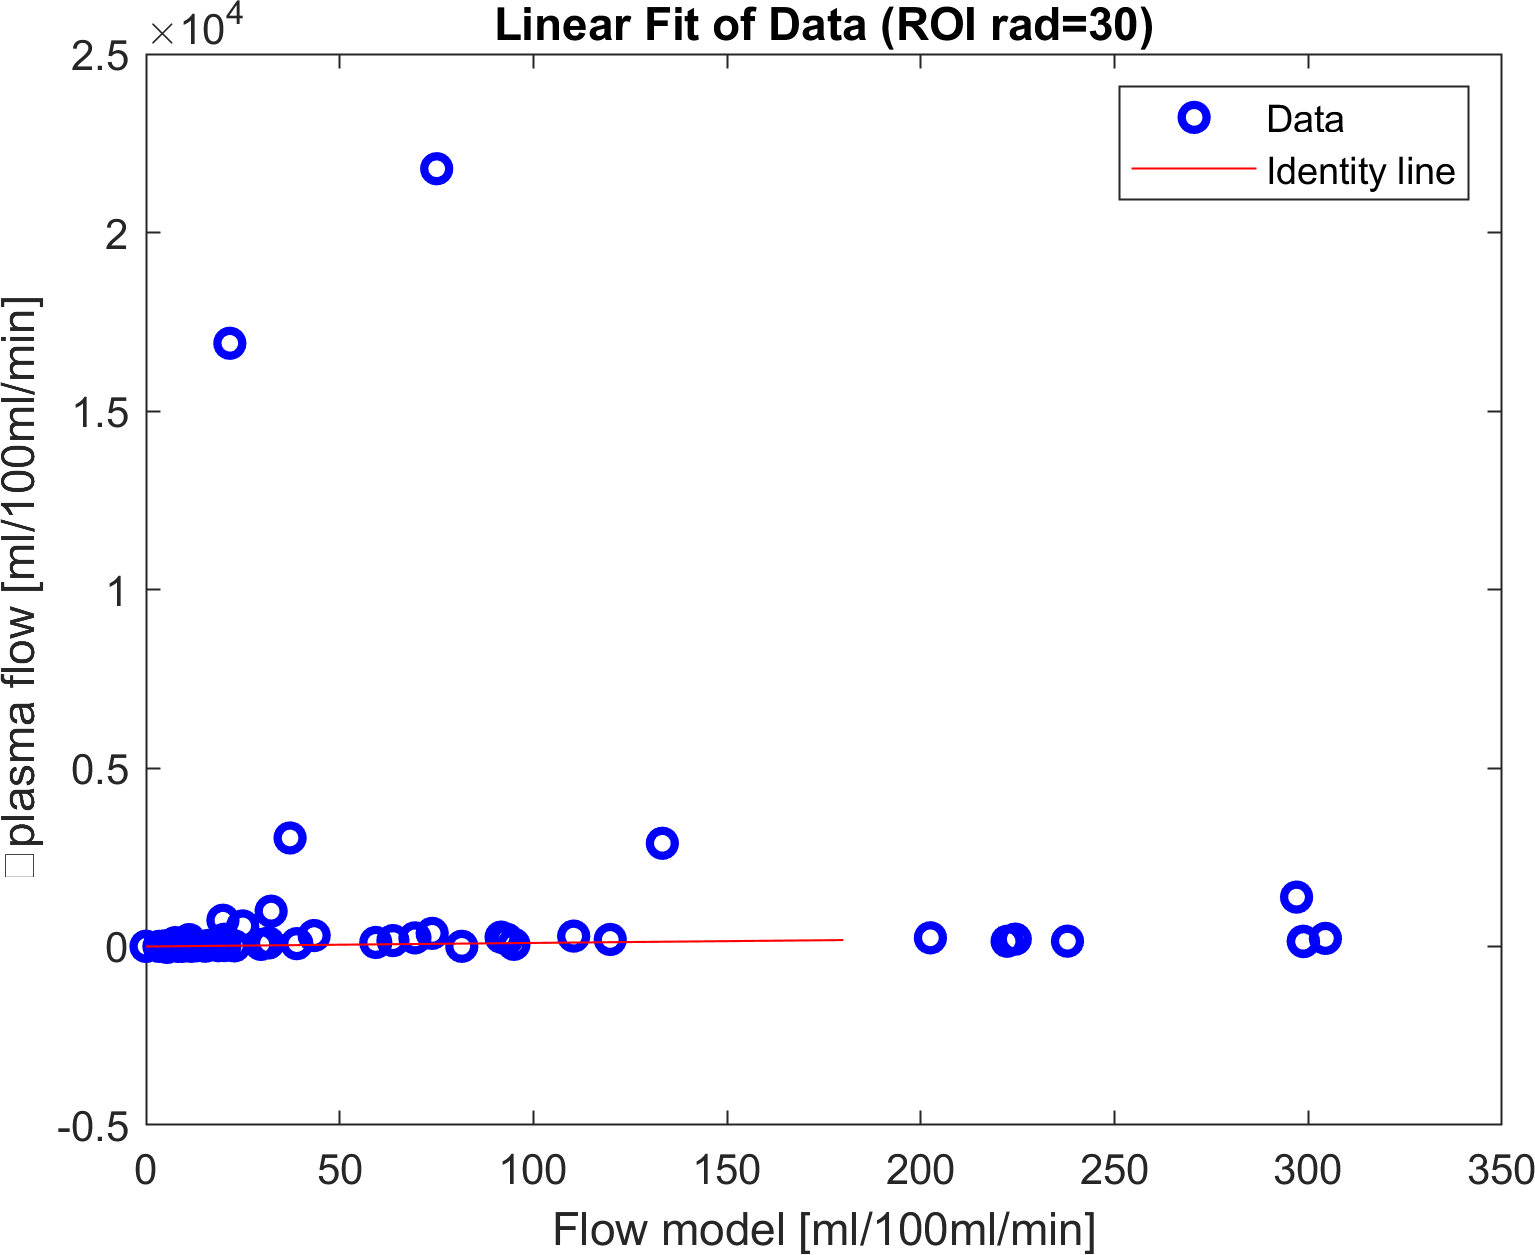 Linear Fit of Data (ROI rad=30)
×10^4
2.5
2
1.5
1
0.5
0
-0.5
□plasma flow [ml/100ml/min]
Data
Identity line
0 50 100 150 200 250 300 350
Flow model [ml/100ml/min]